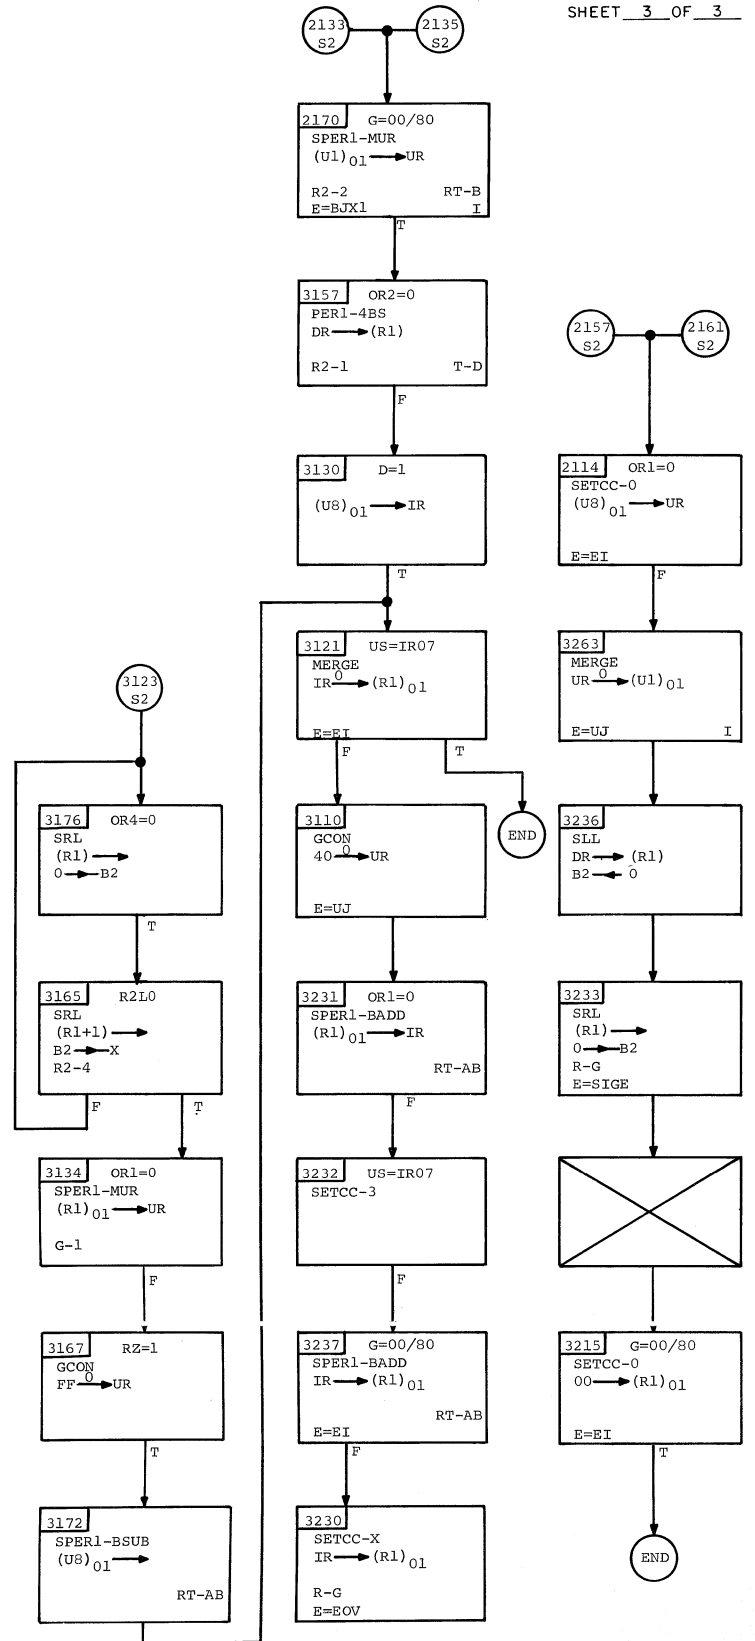 SHEET 3 OF 3
2133
S2
2135
S2
2170 G=00/80
SPER1-MUR
(U1)01 → UR
R2-2 RT-B
E=BJX1 I
T
3157 OR2=0
PER1-4BS
DR → (R1)
R2-1 T-D
F
3130 D=1
(U8)01 → IR
T
3121 US=IR07
MERGE
0
IR → (R1)01
E=EI
F
T
END
3110
GCON
0
40 → UR
E=UJ
3231 OR1=0
SPER1-BADD
(R1)01 → IR
RT-AB
F
3232 US=IR07
SETCC-3
F
3237 G=00/80
SPER1-BADD
IR → (R1)01
RT-AB
E=EI
F
3230
SETCC-X
IR → (R1)01
R-G
E=EOV
3123
S2
3176 OR4=0
SRL
(R1) →
0 → B2
T
3165 R2L0
SRL
(R1+1) →
B2 → X
R2-4
F
T
3134 OR1=0
SPER1-MUR
(R1)01 → UR
G-1
F
3167 RZ=1
GCON
0
FF → UR
T
3172
SPER1-BSUB
(U8)01 →
RT-AB
2157
S2
2161
S2
2114 OR1=0
SETCC-0
(U8)01 → UR
E=EI
F
3263
MERGE
0
UR → (U1)01
E=UJ I
3236
SLL
DR → (R1)
B2 ← 0
3233
SRL
(R1) →
0 → B2
R-G
E=SIGE
3215 G=00/80
SETCC-0
00 → (R1)01
E=EI
T
END